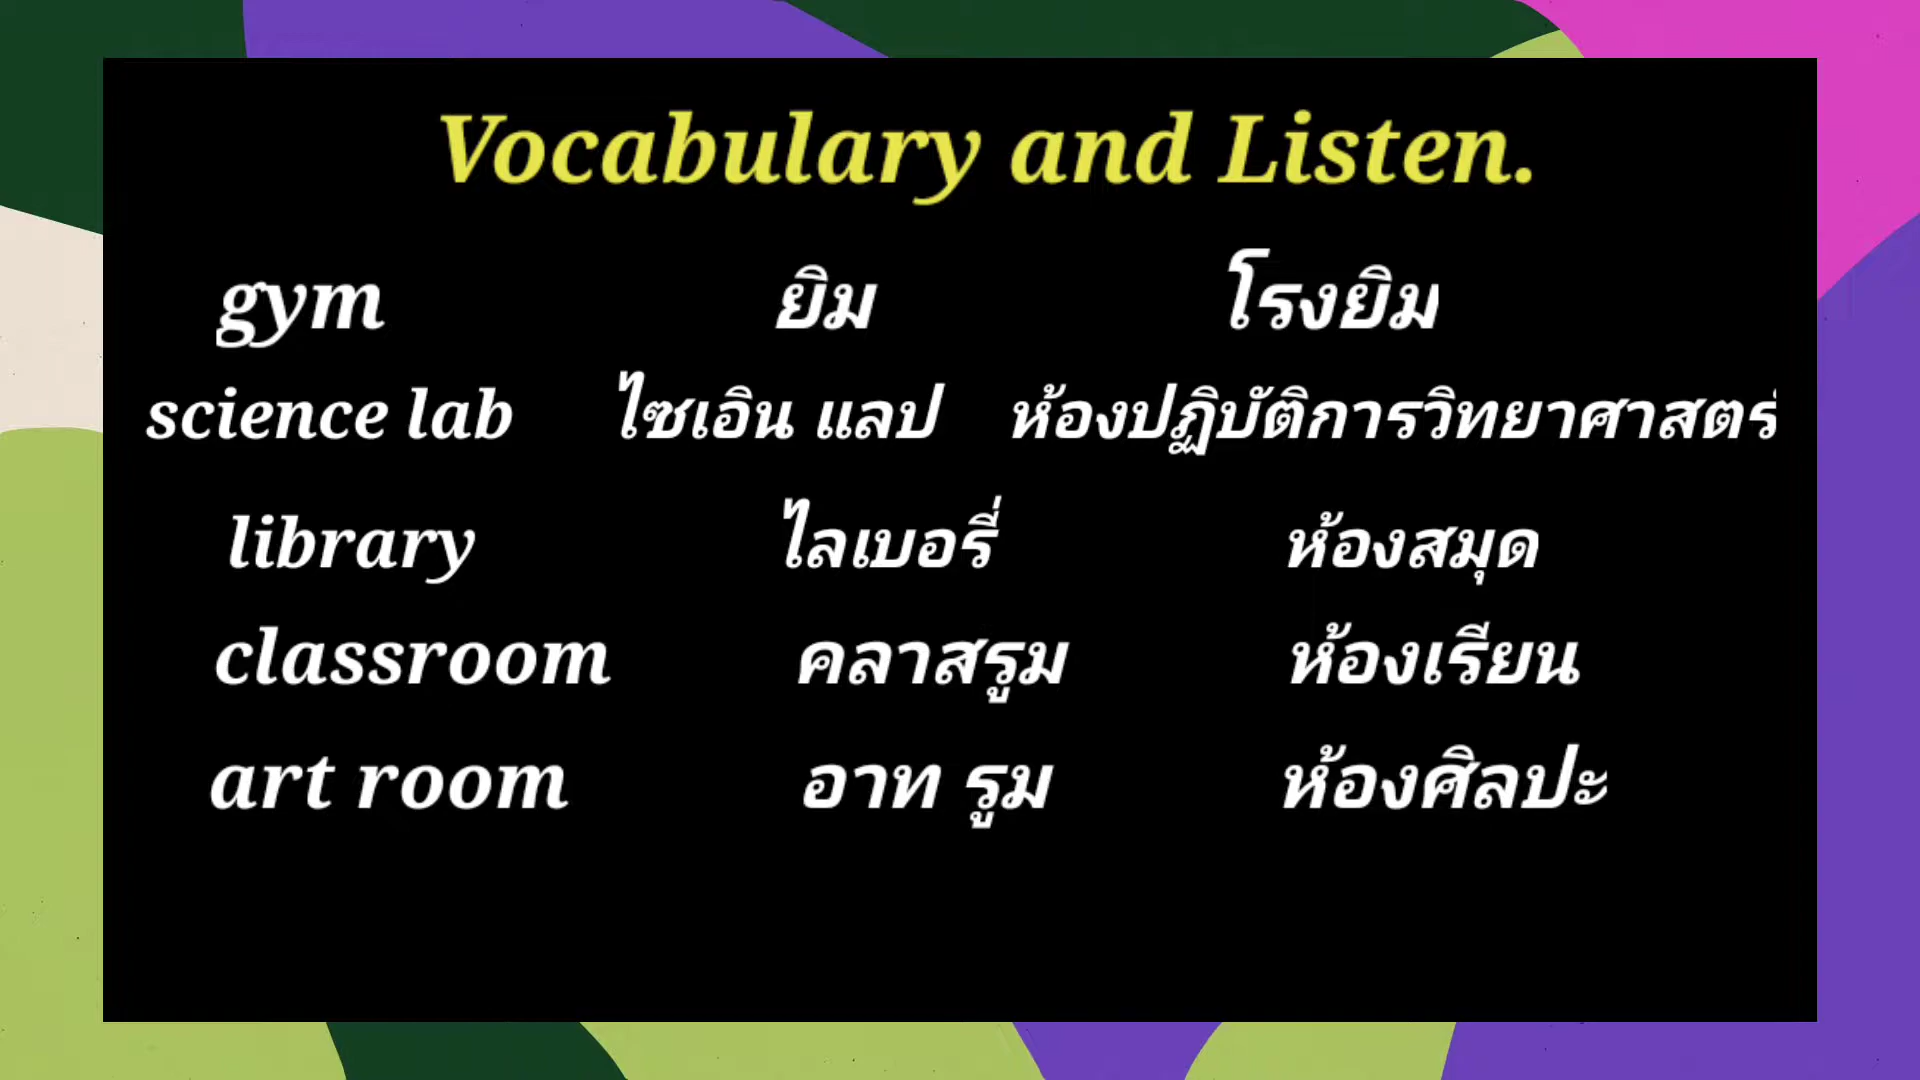 Vocabulary and Listen.
gym ยิม โรงยิม
science lab ไซเอิน แลป ห้องปฏิบัติการวิทยาศาสตร์
library ไลเบอรี่ ห้องสมุด
classroom คลาสรูม ห้องเรียน
art room อาท รูม ห้องศิลปะ